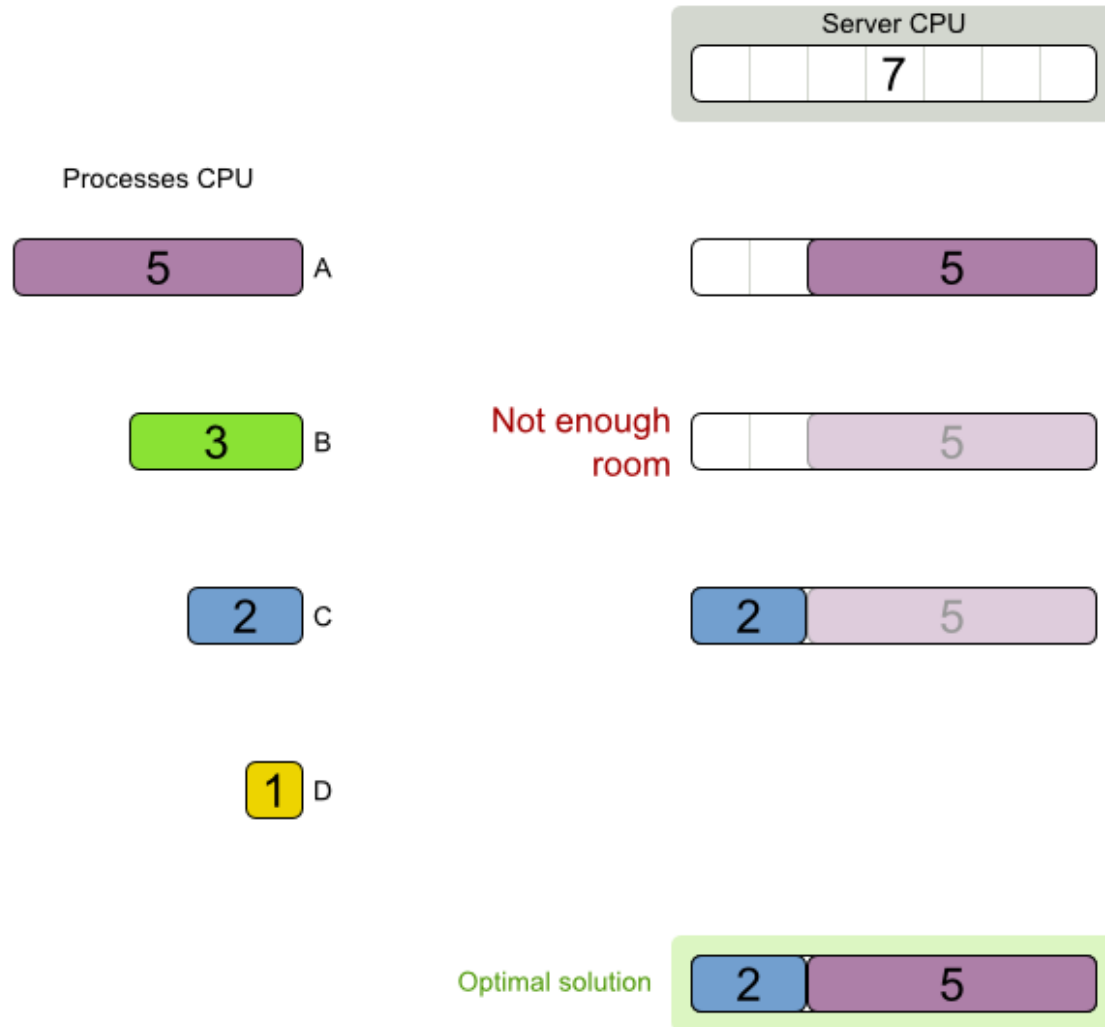 Server CPU
7
Processes CPU
5 A 5
3 B Not enough
room 5
2 C 2 5
1 D
Optimal solution 2 5